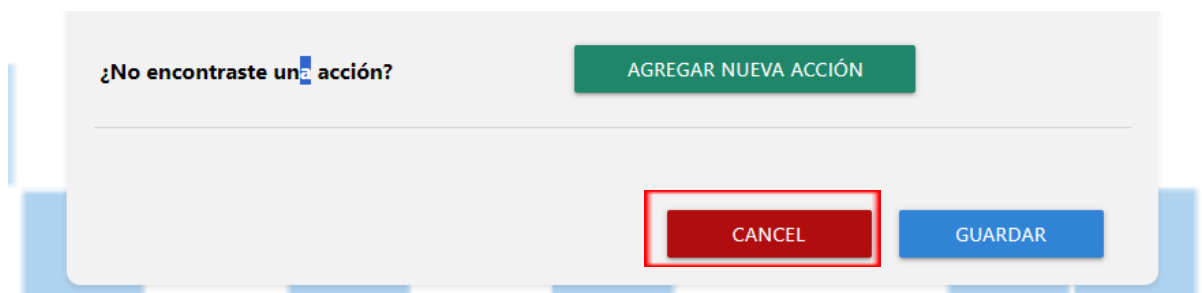 ¿No encontraste una acción?
AGREGAR NUEVA ACCIÓN
CANCEL
GUARDAR